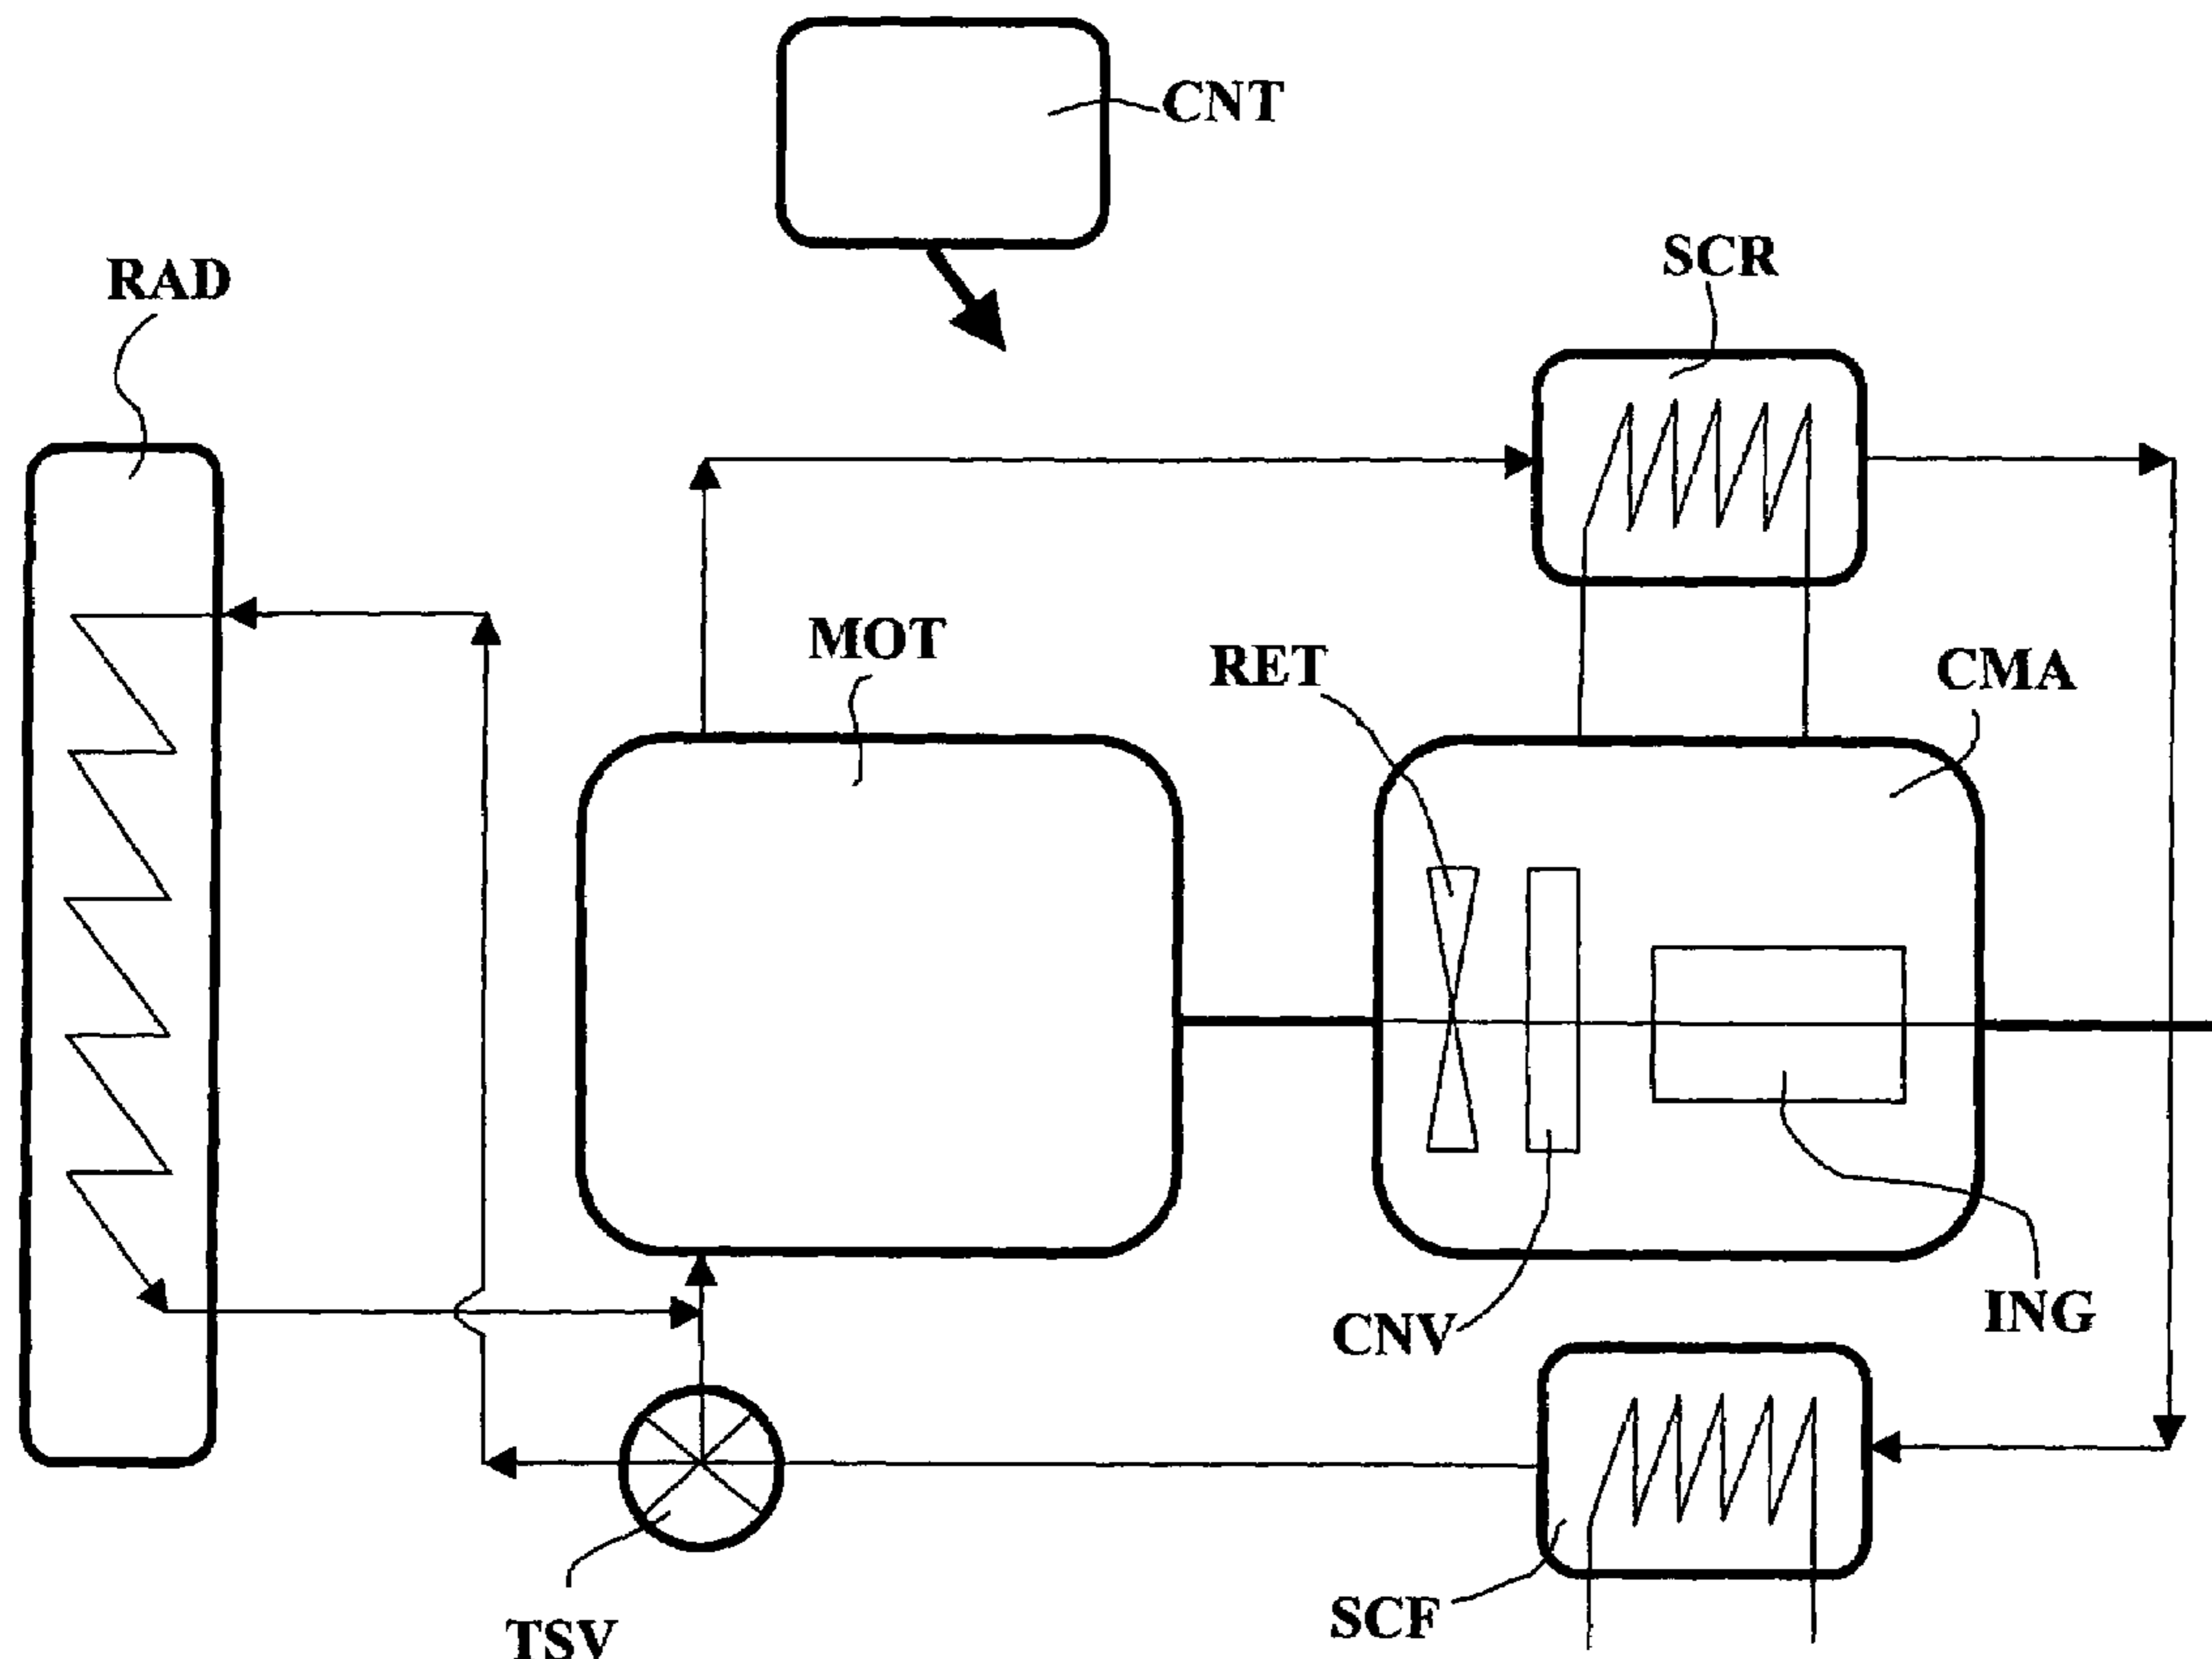 CNT
SCR
RAD
MOT
RET
CMA
CNV
ING
SCF
TSV